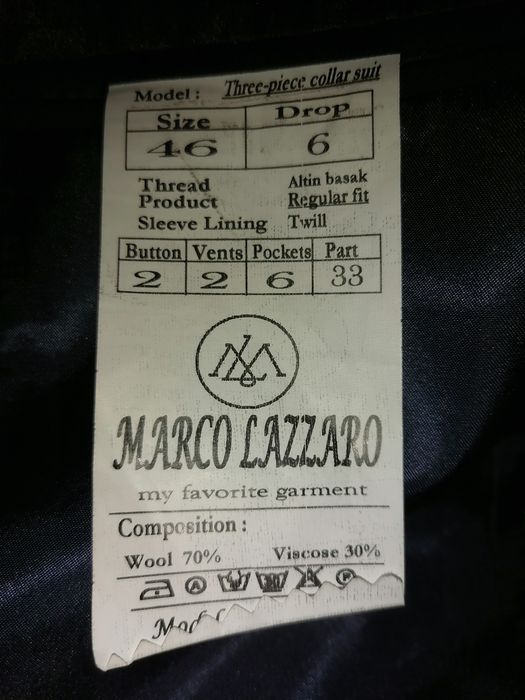 Model : Three-piece collar suit
Size Drop
46 6
Thread Altin basak
Product Regular fit
Sleeve Lining Twill
Button Vents Pockets Part
2 2 6 33
MARCO LAZZARO
my favorite garment
Composition :
Wool 70% Viscose 30%
A P